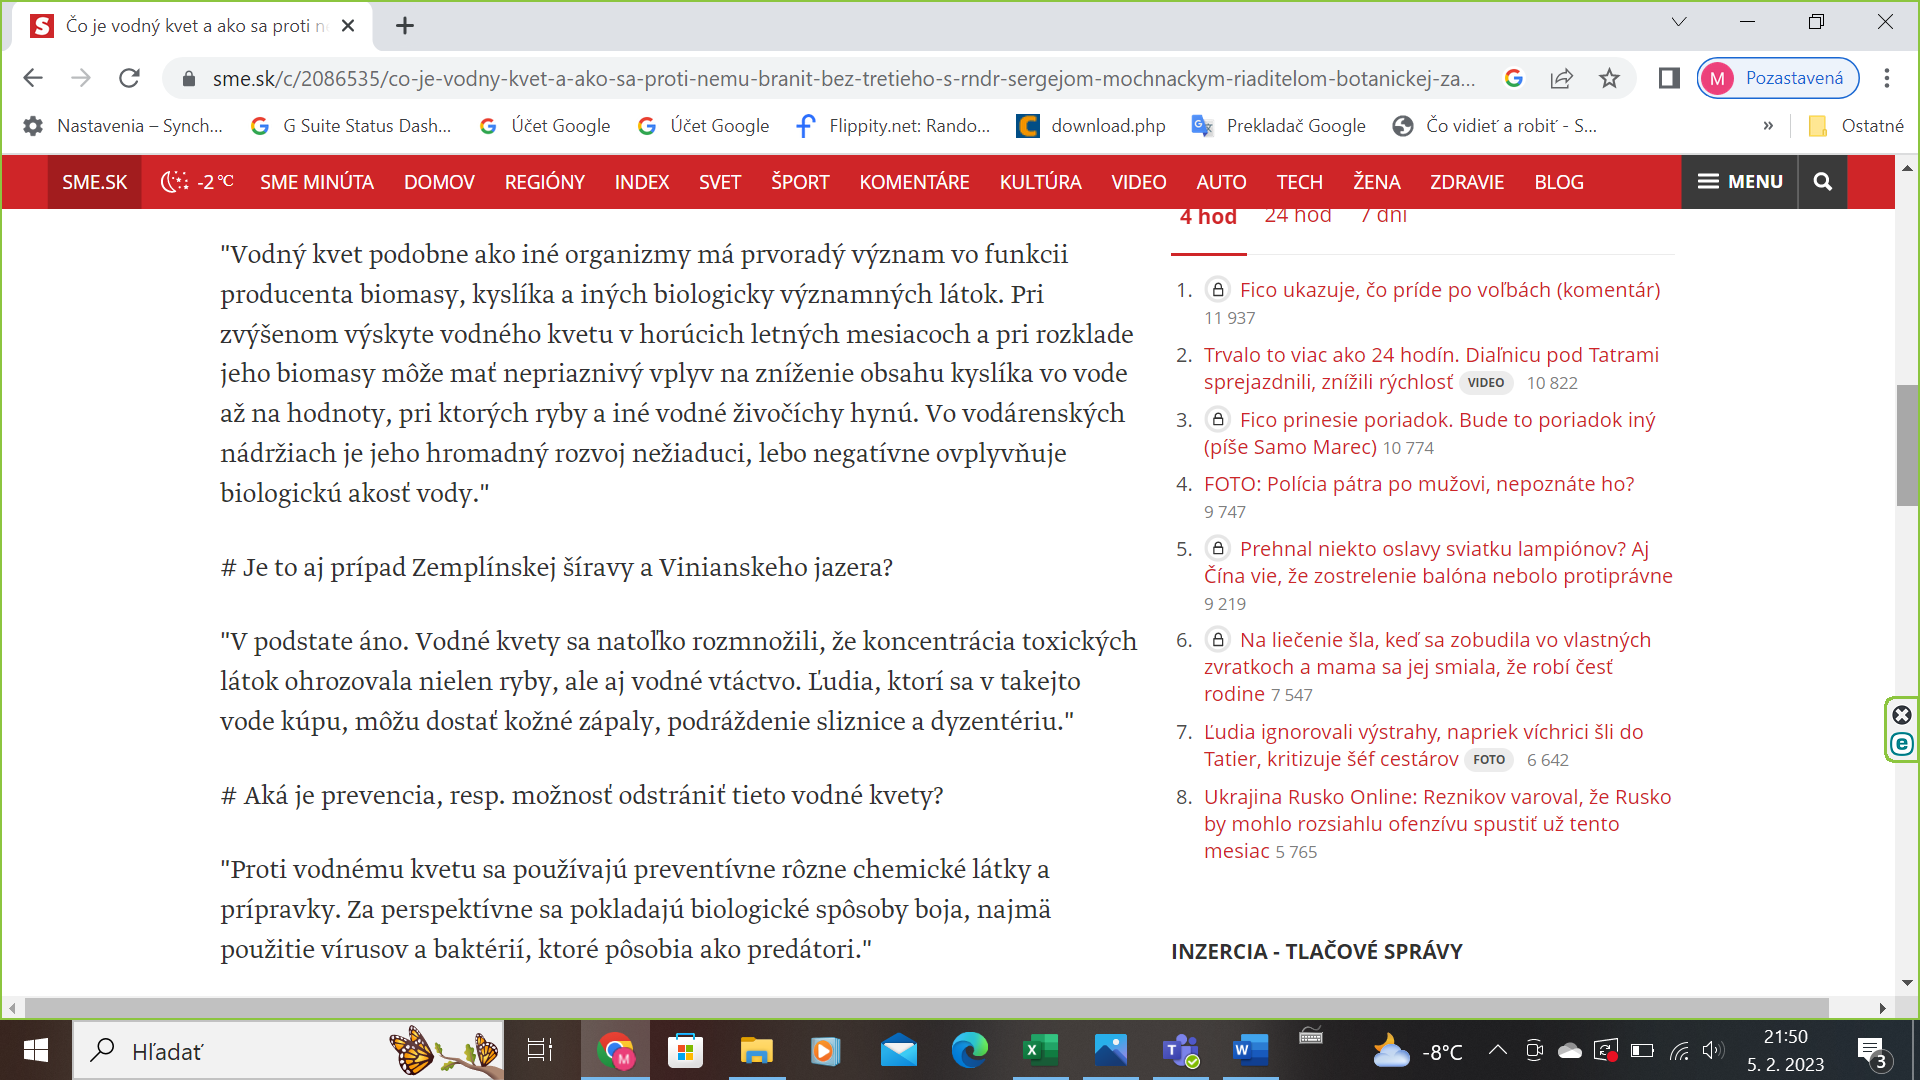 Čo je vodný kvet a ako sa proti n
sme.sk/c/2086535/co-je-vodny-kvet-a-ako-sa-proti-nemu-branit-bez-tretieho-s-rndr-sergejom-mochnackym-riaditelom-botanickej-za...
M Pozastavená
Nastavenia – Synch...
G Suite Status Dash...
Účet Google
Účet Google
Flippity.net: Rando...
download.php
Prekladač Google
Čo vidieť a robiť - S...
»
Ostatné
SME.SK -2 °C SME MINÚTA DOMOV REGIÓNY INDEX SVET ŠPORT KOMENTÁRE KULTÚRA VIDEO AUTO TECH ŽENA ZDRAVIE BLOG MENU
"Vodný kvet podobne ako iné organizmy má prvoradý význam vo funkcii
producenta biomasy, kyslíka a iných biologicky významných látok. Pri
zvýšenom výskyte vodného kvetu v horúcich letných mesiacoch a pri rozklade
jeho biomasy môže mať nepriaznivý vplyv na zníženie obsahu kyslíka vo vode
až na hodnoty, pri ktorých ryby a iné vodné živočíchy hynú. Vo vodárenských
nádržiach je jeho hromadný rozvoj nežiaduci, lebo negatívne ovplyvňuje
biologickú akosť vody."
# Je to aj prípad Zemplínskej šíravy a Vinianskeho jazera?
"V podstate áno. Vodné kvety sa natoľko rozmnožili, že koncentrácia toxických
látok ohrozovala nielen ryby, ale aj vodné vtáctvo. Ľudia, ktorí sa v takejto
vode kúpu, môžu dostať kožné zápaly, podráždenie sliznice a dyzentériu."
# Aká je prevencia, resp. možnosť odstrániť tieto vodné kvety?
"Proti vodnému kvetu sa používajú preventívne rôzne chemické látky a
prípravky. Za perspektívne sa pokladajú biologické spôsoby boja, najmä
použitie vírusov a baktérií, ktoré pôsobia ako predátori."
4 hod 24 hod 7 dní
1. Fico ukazuje, čo príde po voľbách (komentár)
11 937
2. Trvalo to viac ako 24 hodín. Diaľnicu pod Tatrami
sprejazdnili, znížili rýchlosť VIDEO 10 822
3. Fico prinesie poriadok. Bude to poriadok iný
(píše Samo Marec) 10 774
4. FOTO: Polícia pátra po mužovi, nepoznáte ho?
9 747
5. Prehnal niekto oslavy sviatku lampiónov? Aj
Čína vie, že zostrelenie balóna nebolo protiprávne
9 219
6. Na liečenie šla, keď sa zobudila vo vlastných
zvratkoch a mama sa jej smiala, že robí česť
rodine 7 547
7. Ľudia ignorovali výstrahy, napriek víchrici šli do
Tatier, kritizuje šéf cestárov FOTO 6 642
8. Ukrajina Rusko Online: Reznikov varoval, že Rusko
by mohlo rozsiahlu ofenzívu spustiť už tento
mesiac 5 765
INZERCIA - TLAČOVÉ SPRÁVY
Hľadať
-8°C
21:50
5. 2. 2023
3